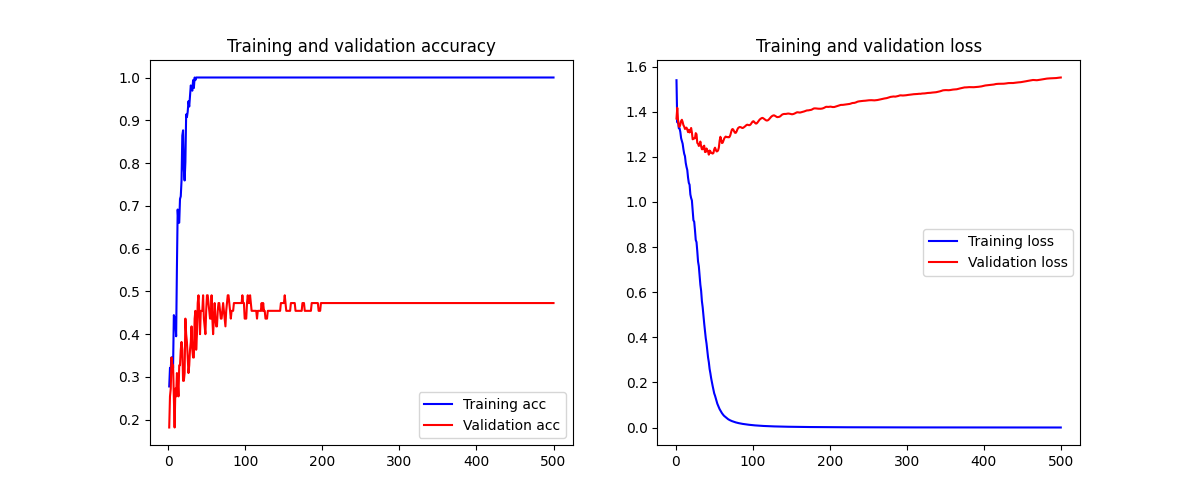 Training and validation accuracy
1.0
0.9
0.8
0.7
0.6
0.5
0.4
0.3
0.2
0 100 200 300 400 500
Training acc
Validation acc
Training and validation loss
1.6
1.4
1.2
1.0
0.8
0.6
0.4
0.2
0.0
0 100 200 300 400 500
Training loss
Validation loss